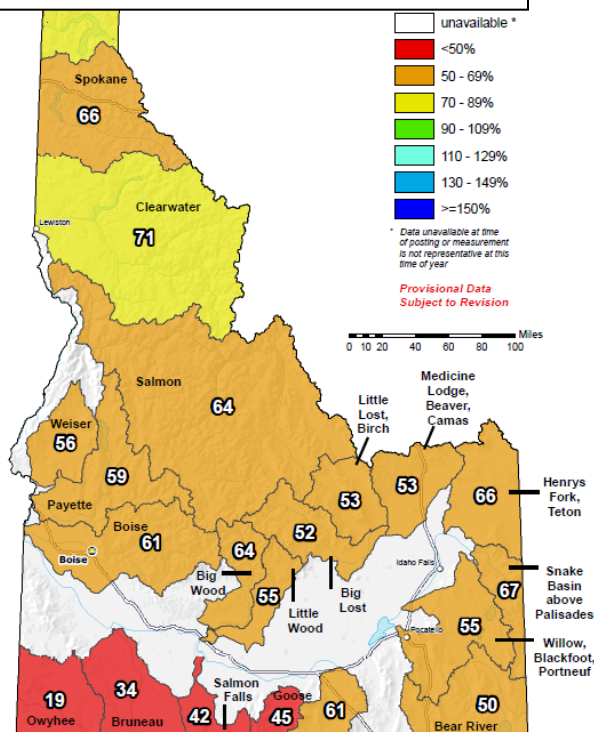 unavailable *
<50%
50 - 69%
70 - 89%
90 - 109%
110 - 129%
130 - 149%
>=150%
* Data unavailable at time
of posting or measurement
is not representative at this
time of year
Provisional Data
Subject to Revision
Miles
0 10 20 40 60 80 100
Spokane
66
Clearwater
Lewiston
71
Salmon
64
Medicine
Lodge,
Beaver,
Camas
Little
Lost,
Birch
Weiser
56
59
53
53
66
Henrys
Fork,
Teton
Payette
Boise
61
Boise
52
64
Big
Wood
55
Little
Wood
Big
Lost
Idaho Falls
67
Snake
Basin
above
Palisades
Pocatello
55
Willow,
Blackfoot,
Portneuf
19
Owyhee
34
Bruneau
Salmon
Falls
42
Goose
45
61
50
Bear River